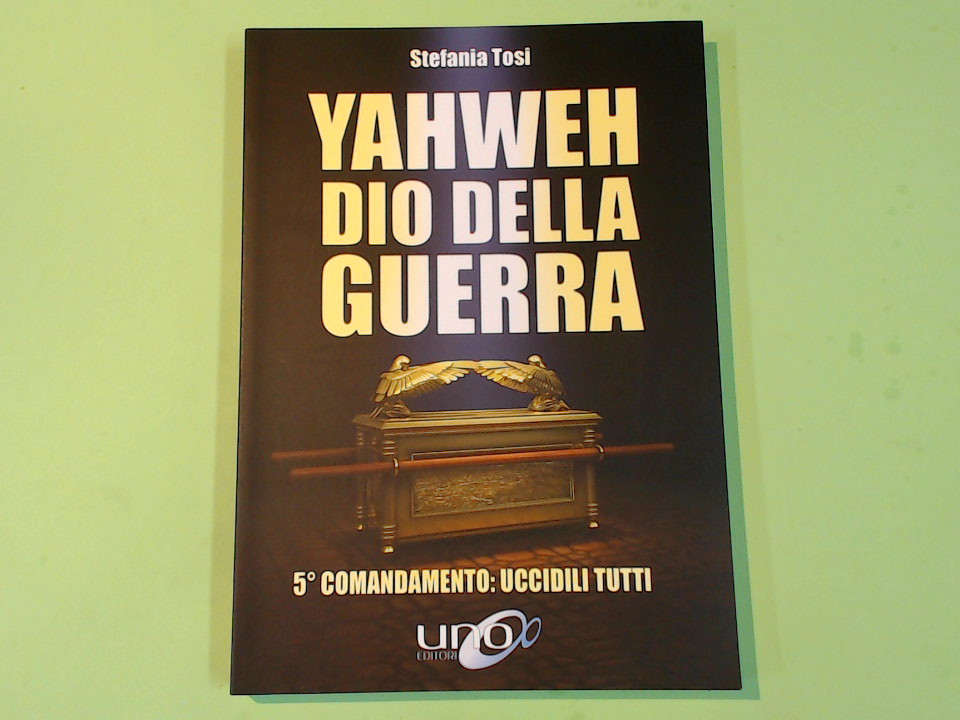 Stefania Tosi
YAHWEH
DIO DELLA
GUERRA
5° COMANDAMENTO: UCCIDILI TUTTI
uno
EDITORI